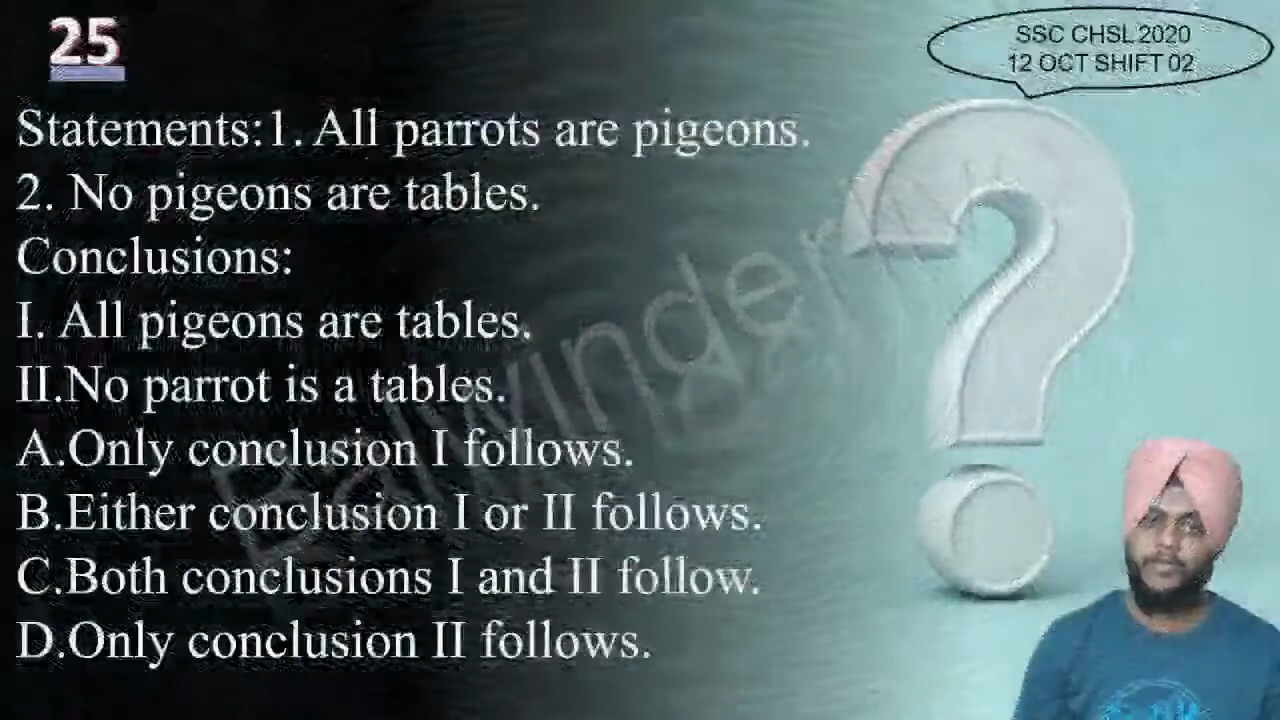 25
SSC CHSL 2020
12 OCT SHIFT 02
Statements:1. All parrots are pigeons.
2. No pigeons are tables.
Conclusions:
I. All pigeons are tables.
II.No parrot is a tables.
A.Only conclusion I follows.
B.Either conclusion I or II follows.
C.Both conclusions I and II follow.
D.Only conclusion II follows.
Balwinder